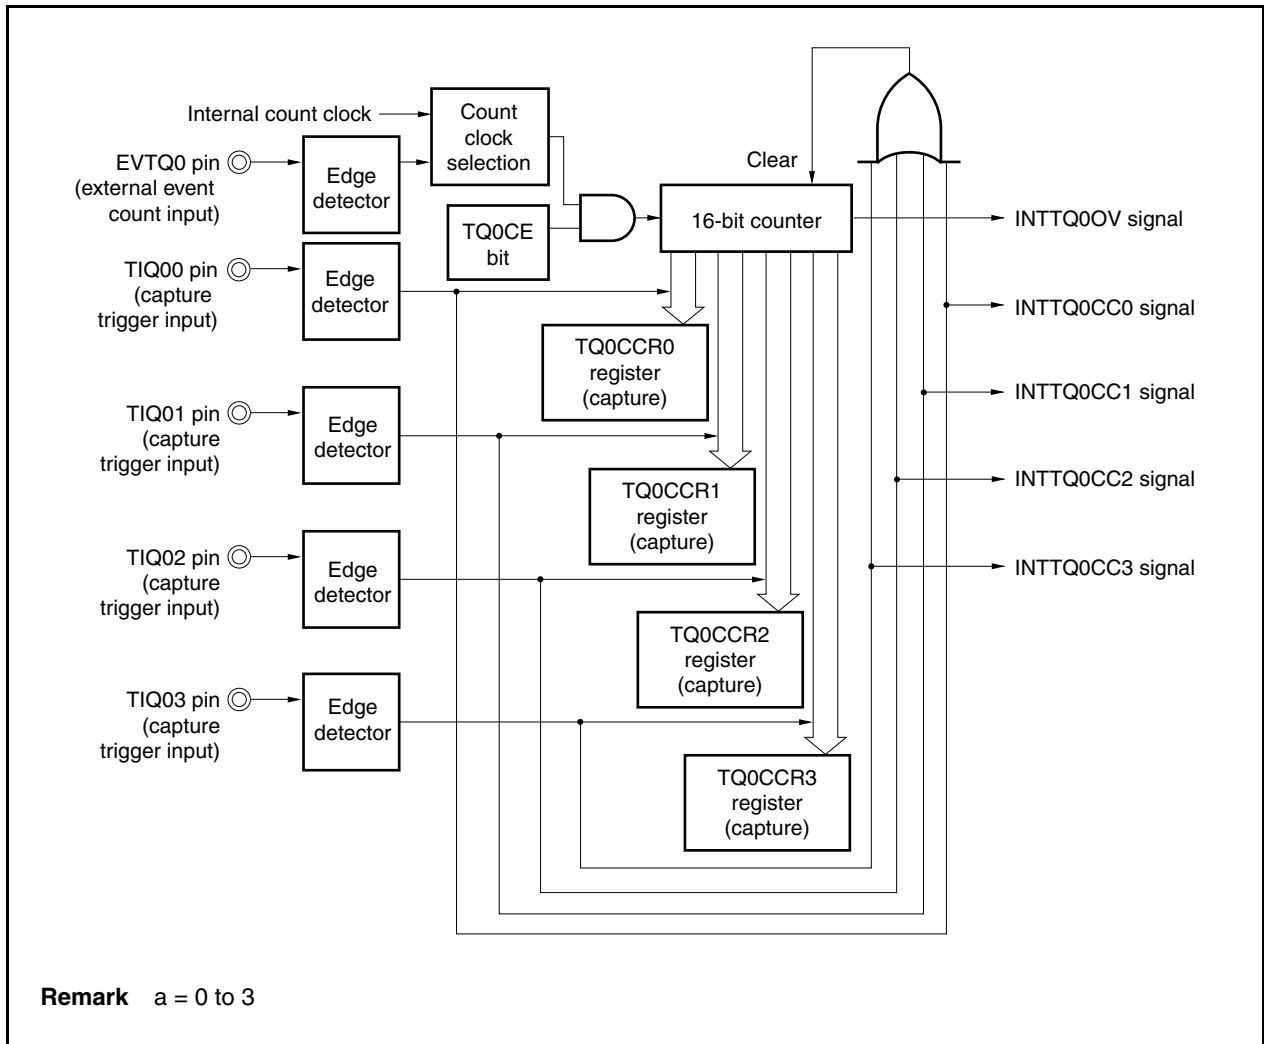 Internal count clock
Count
clock
selection
EVTQ0 pin
(external event
count input)
Edge
detector
Clear
TQ0CE
bit
16-bit counter
INTTQ0OV signal
TIQ00 pin
(capture
trigger input)
Edge
detector
INTTQ0CC0 signal
TQ0CCR0
register
(capture)
INTTQ0CC1 signal
TIQ01 pin
(capture
trigger input)
Edge
detector
INTTQ0CC2 signal
TQ0CCR1
register
(capture)
INTTQ0CC3 signal
TIQ02 pin
(capture
trigger input)
Edge
detector
TQ0CCR2
register
(capture)
TIQ03 pin
(capture
trigger input)
Edge
detector
TQ0CCR3
register
(capture)
Remark a = 0 to 3